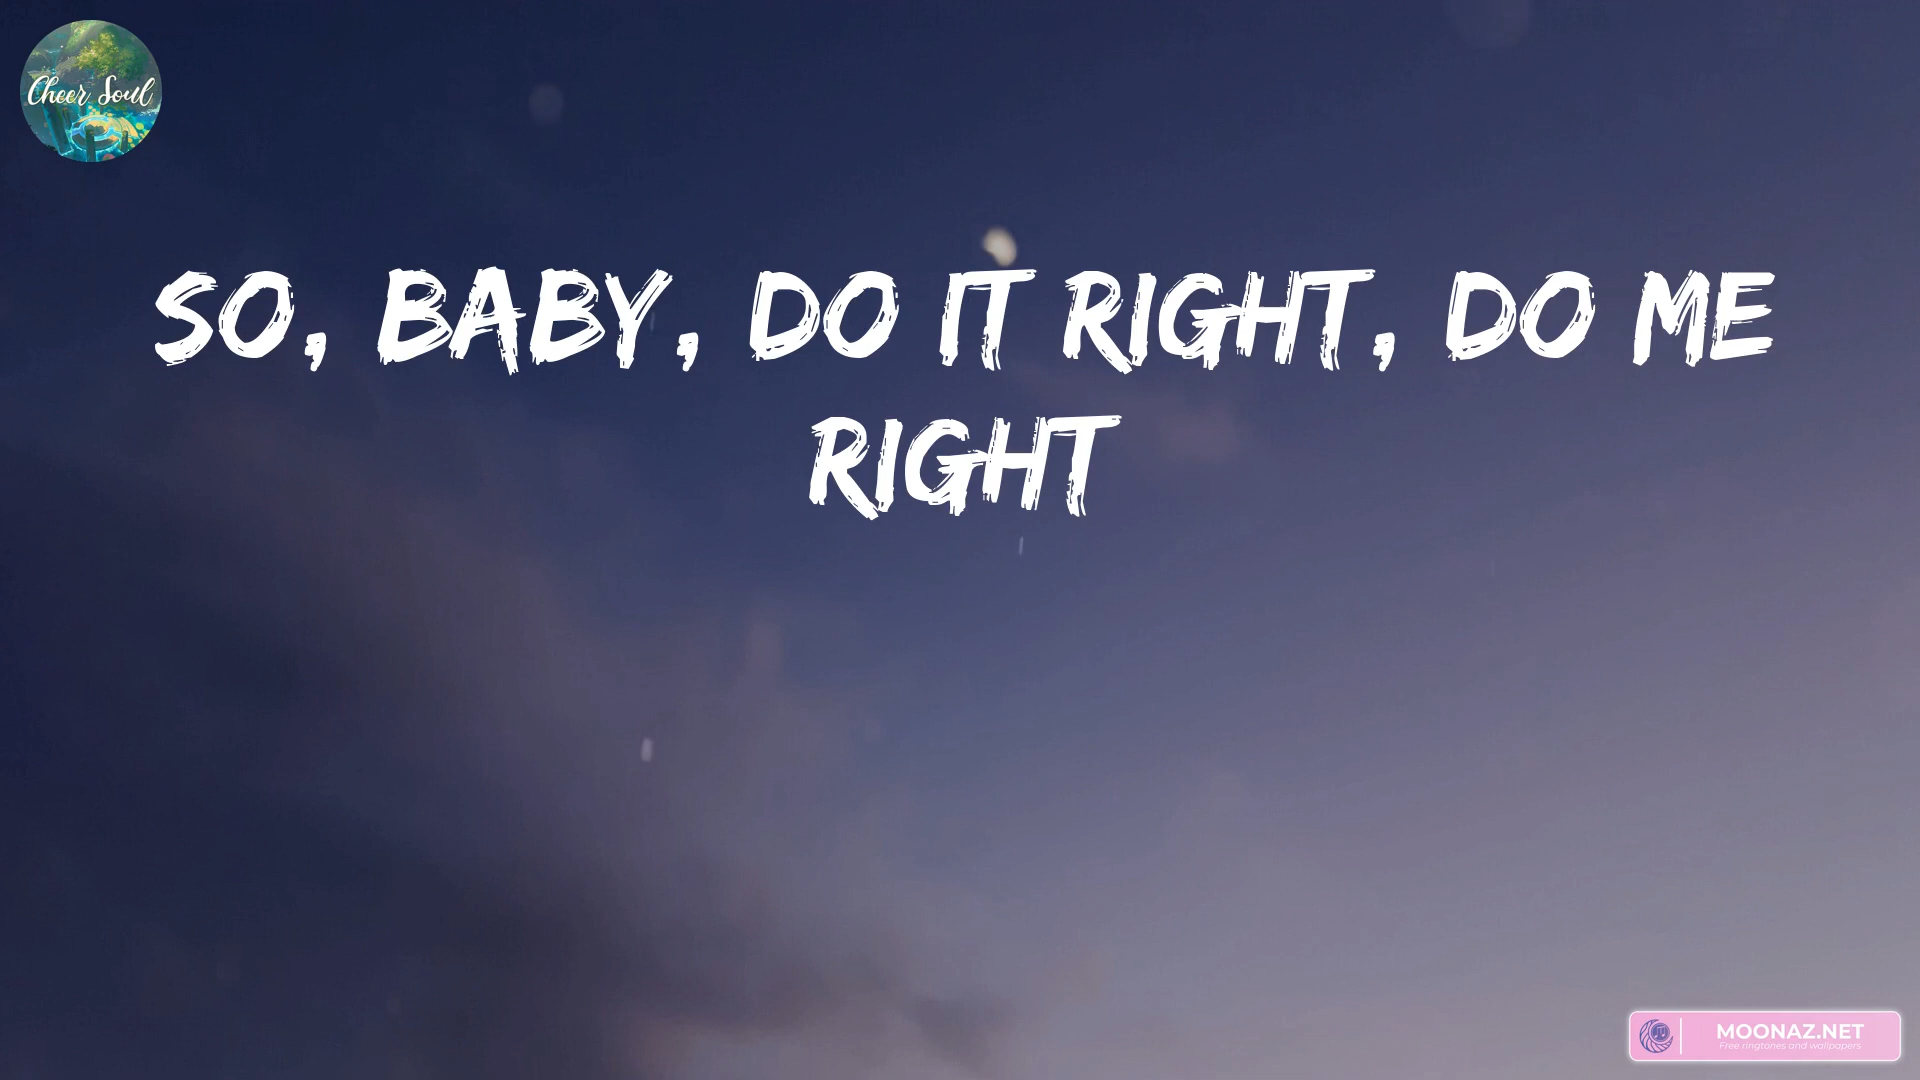 Cheer Soul
SO, BABY, DO IT RIGHT, DO ME
RIGHT
MOONAZ.NET
Free ringtones and wallpapers